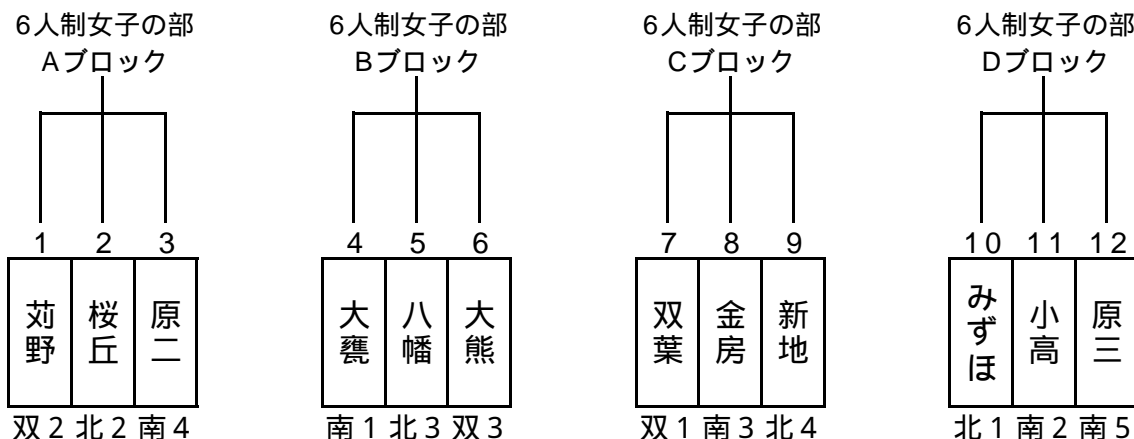 6人制女子の部
Aブロック
1 2 3
苅野 桜丘 原二
双2 北2 南4
6人制女子の部
Bブロック
4 5 6
大甕 八幡 大熊
南1 北3 双3
6人制女子の部
Cブロック
7 8 9
双葉 金房 新地
双1 南3 北4
6人制女子の部
Dブロック
10 11 12
みずほ 小高 原三
北1 南2 南5